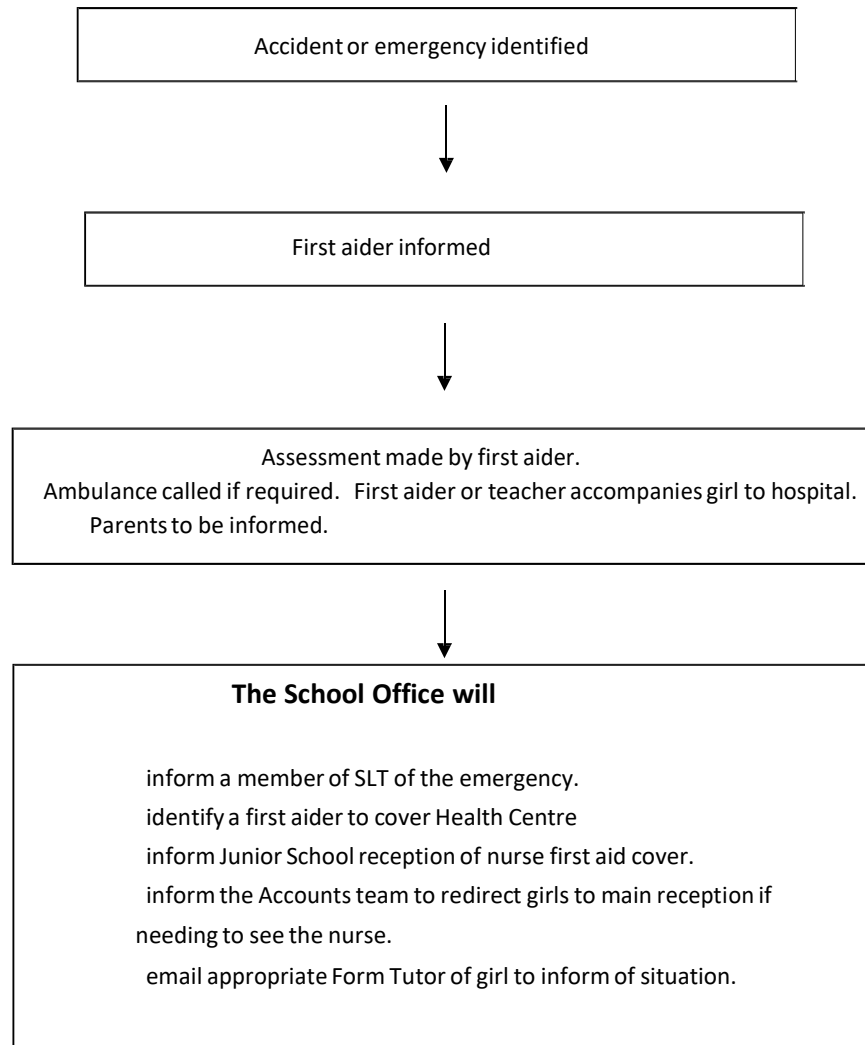 Accident or emergency identified
First aider informed
Assessment made by first aider.
Ambulance called if required. First aider or teacher accompanies girl to hospital.
Parents to be informed.
The School Office will
inform a member of SLT of the emergency.
identify a first aider to cover Health Centre
inform Junior School reception of nurse first aid cover.
inform the Accounts team to redirect girls to main reception if
needing to see the nurse.
email appropriate Form Tutor of girl to inform of situation.